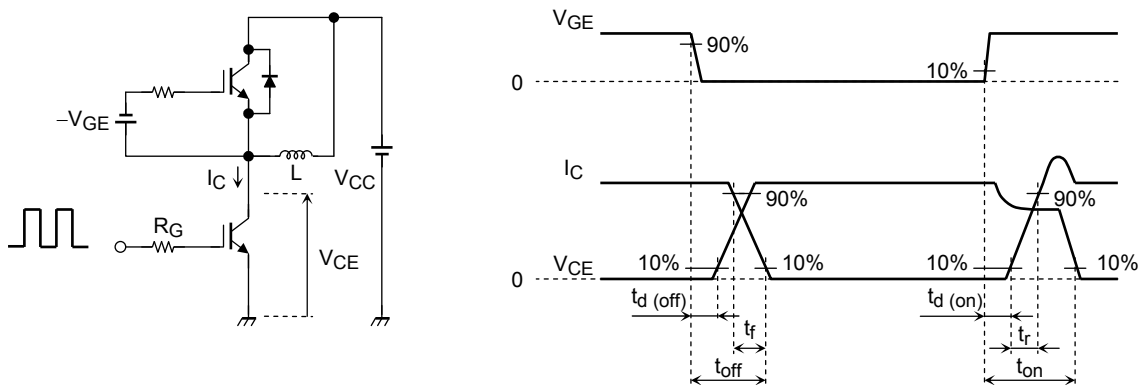 −VGE
IC
L
VCC
RG
VCE
VGE
90%
10%
0
IC
90%
90%
VCE
10%
10%
10%
10%
0
td (off)
td (on)
tf
tr
toff
ton